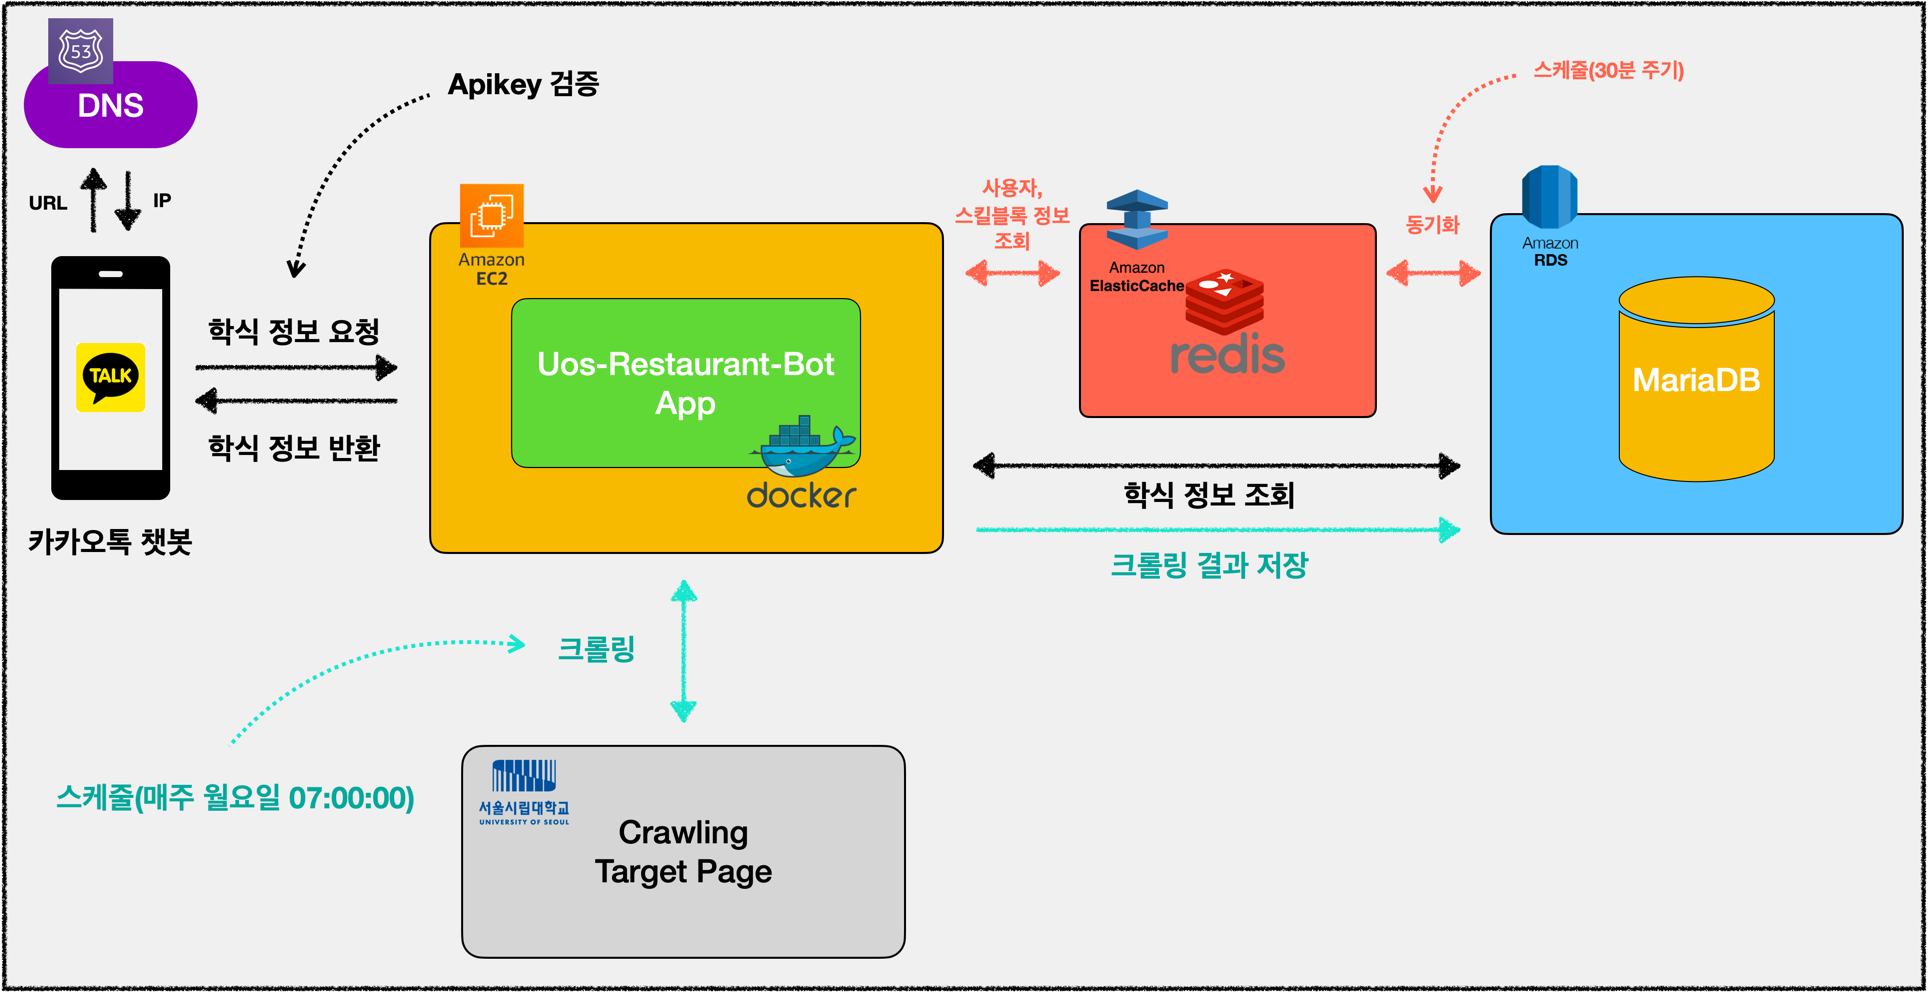 53
DNS
URL
IP
TALK
카카오톡 챗봇
Apikey 검증
학식 정보 요청
학식 정보 반환
Amazon
EC2
Uos-Restaurant-Bot
App
docker
사용자,
스킬블록 정보
조회
Amazon
ElasticCache
redis
스케줄(30분 주기)
동기화
Amazon
RDS
MariaDB
학식 정보 조회
크롤링 결과 저장
크롤링
스케줄(매주 월요일 07:00:00)
서울시립대학교
UNIVERSITY OF SEOUL
Crawling
Target Page